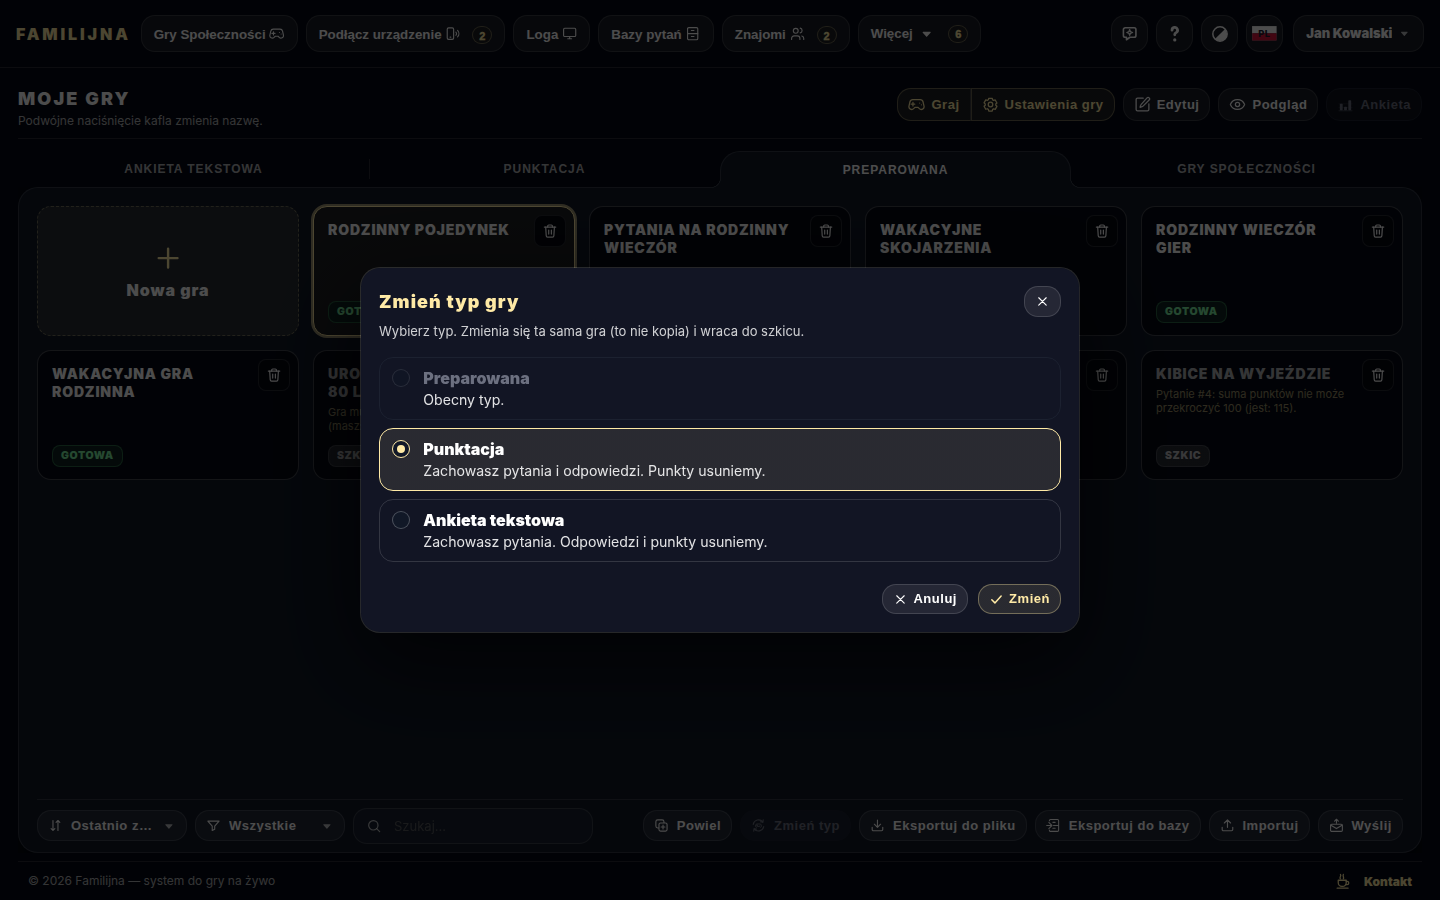 FAMILIJNA
Gry Społeczności
Podłącz urządzenie 2
Loga
Bazy pytań
Znajomi 2
Więcej 6
PL
Jan Kowalski
MOJE GRY
Podwójne naciśnięcie kafla zmienia nazwę.
Graj
Ustawienia gry
Edytuj
Podgląd
Ankieta
ANKIETA TEKSTOWA
PUNKTACJA
PREPAROWANA
GRY SPOŁECZNOŚCI
Nowa gra
RODZINNY POJEDYNEK
PYTANIA NA RODZINNY
WIECZÓR
WAKACYJNE
SKOJARZENIA
RODZINNY WIECZÓR
GIER
GOTOWA
WAKACYJNA GRA
RODZINNA
GOTOWA
80 L
Gra
KIBICE NA WYJEŹDZIE
Pytanie #4: suma punktów nie może
przekroczyć 100 (jest: 115).
SZKIC
Zmień typ gry
Wybierz typ. Zmienia się ta sama gra (to nie kopia) i wraca do szkicu.
Preparowana
Obecny typ.
Punktacja
Zachowasz pytania i odpowiedzi. Punkty usuniemy.
Ankieta tekstowa
Zachowasz pytania. Odpowiedzi i punkty usuniemy.
Anuluj
Zmień
Ostatnio z...
Wszystkie
Szukaj...
Powiel
Zmień typ
Eksportuj do pliku
Eksportuj do bazy
Importuj
Wyślij
© 2026 Familijna — system do gry na żywo
Kontakt